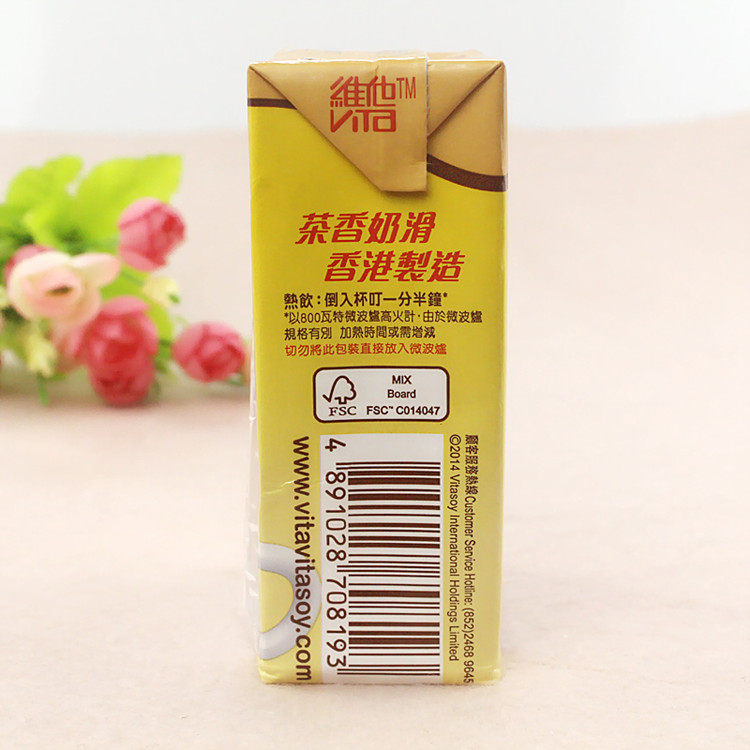 維他™
VITA
茶香奶滑
香港製造
熱飲：倒入杯叮一分半鐘*
*以800瓦特微波爐高火計，由於微波爐
規格有別 加熱時間或需增減
切勿將此包裝直接放入微波爐
FSC
MIX
Board
FSC™ C014047
www.vitavitasoy.com
4 891028 708193
顧客服務熱線 Customer Service Hotline: (852)2468 9645
©2014 Vitasoy International Holdings Limited